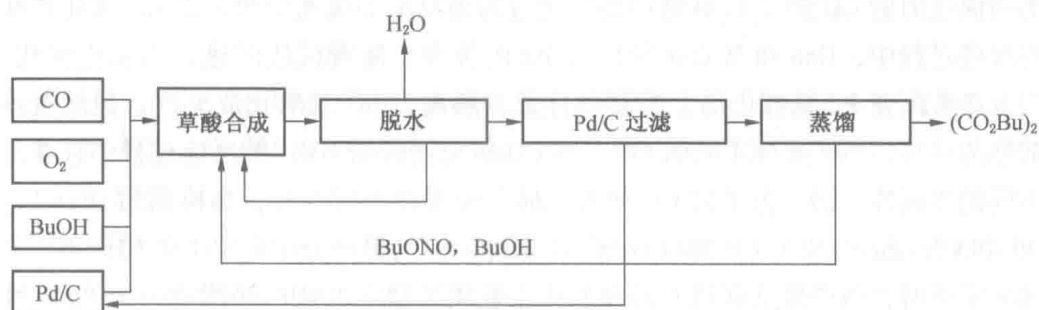 H₂O
CO
O₂
BuOH
Pd/C
草酸合成
脱水
Pd/C 过滤
蒸馏
(CO₂Bu)₂
BuONO，BuOH